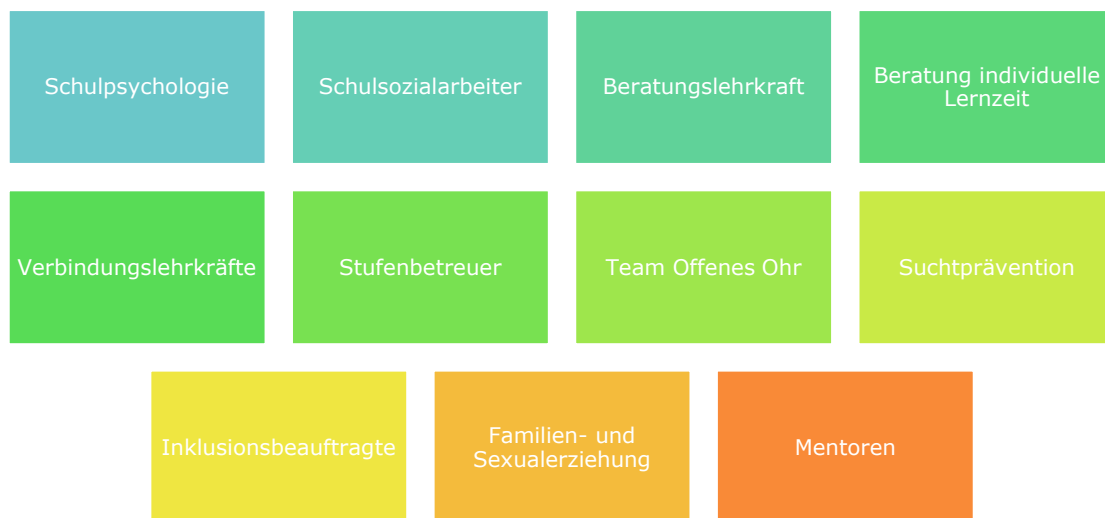 Schulpsychologie
Schulsozialarbeiter
Beratungslehrkraft
Beratung individuelle
Lernzeit
Verbindungslehrkräfte
Stufenbetreuer
Team Offenes Ohr
Suchtprävention
Inklusionsbeauftragte
Familien- und
Sexualerziehung
Mentoren